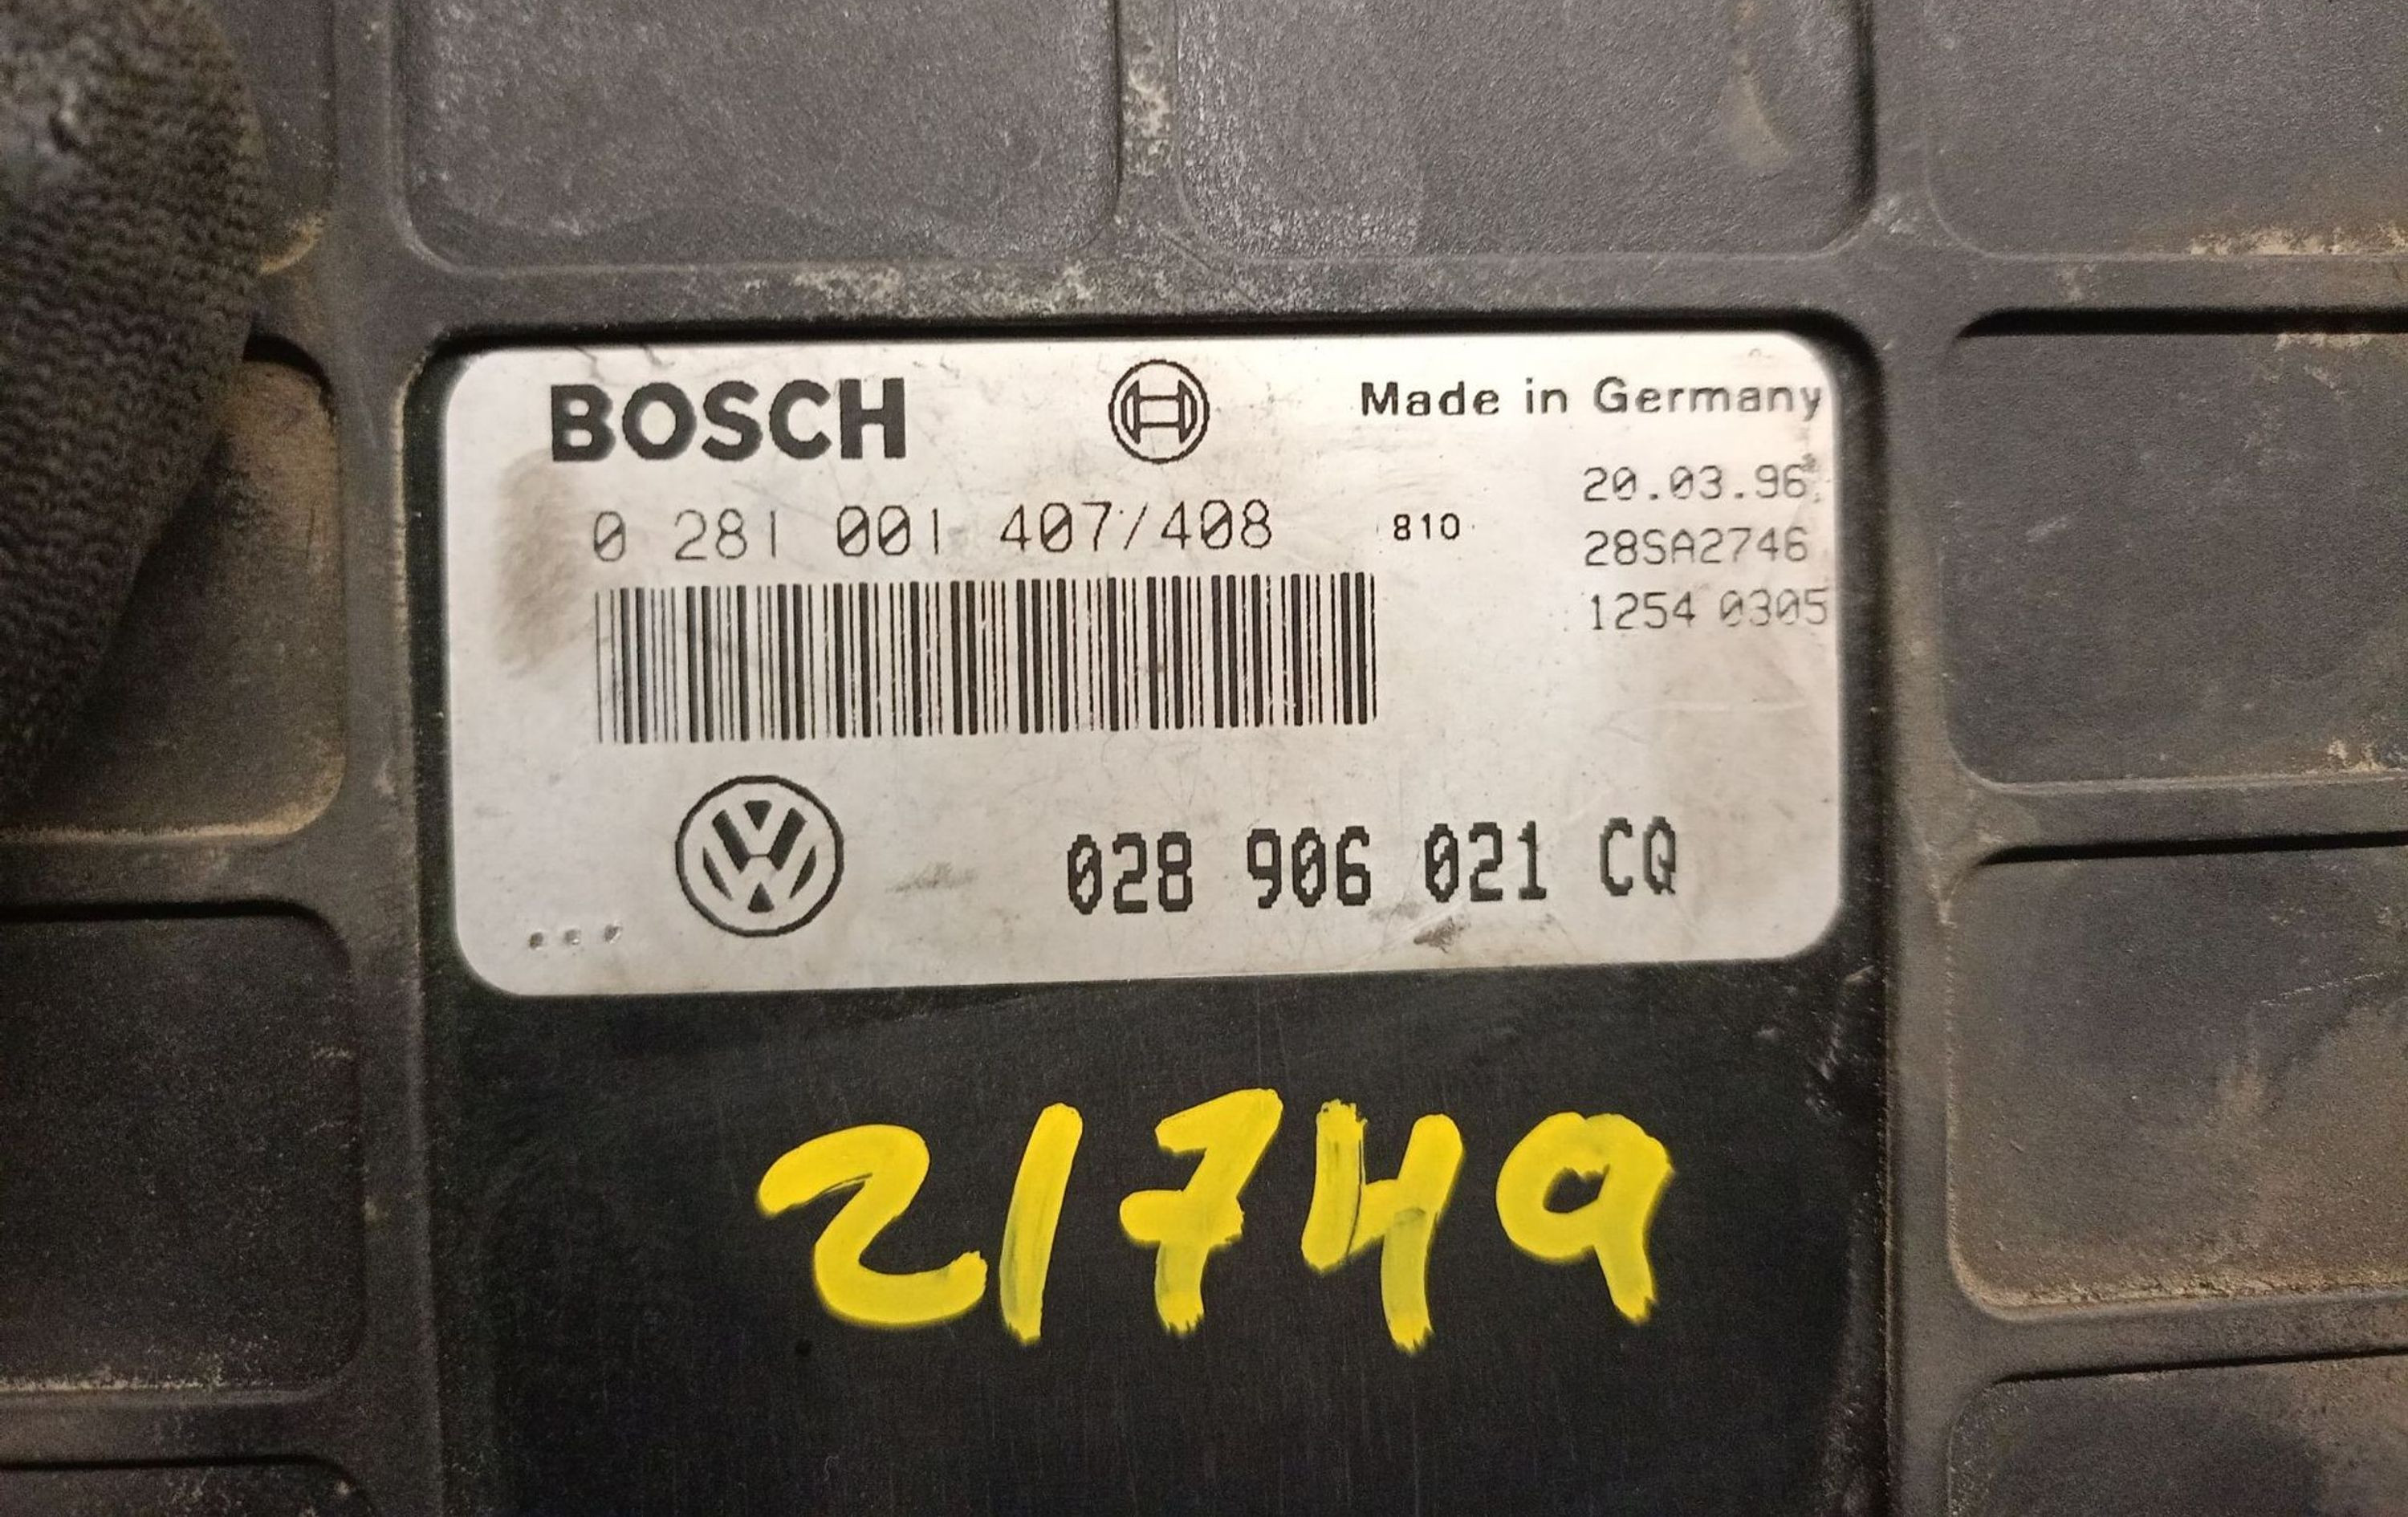 BOSCH Made in Germany
20.03.96
0 281 001 407/408 810
28SA2746
1254 0305
028 906 021 CQ
21749